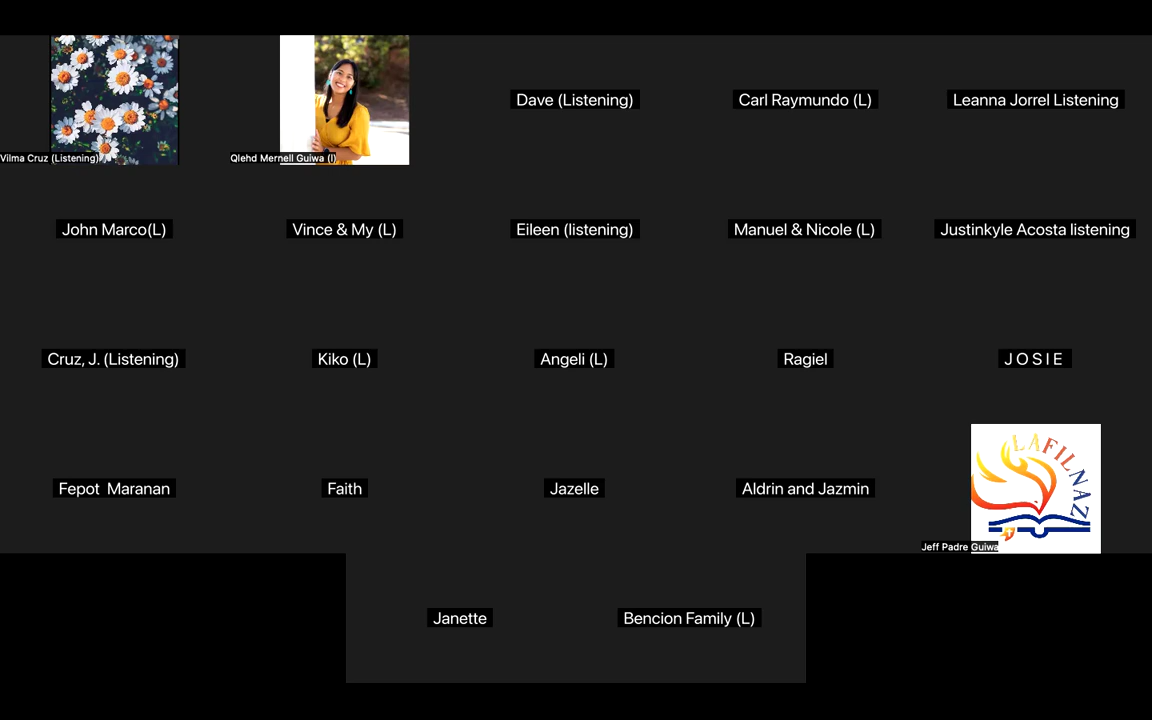 Vilma Cruz (Listening)
Qlehd Mernell Guiwa (l)
Dave (Listening)
Carl Raymundo (L)
Leanna Jorrel Listening
John Marco(L)
Vince & My (L)
Eileen (listening)
Manuel & Nicole (L)
Justinkyle Acosta listening
Cruz, J. (Listening)
Kiko (L)
Angeli (L)
Ragiel
J O S I E
Fepot  Maranan
Faith
Jazelle
Aldrin and Jazmin
LAFILNAZ
Jeff Padre Guiwa
Janette
Bencion Family (L)